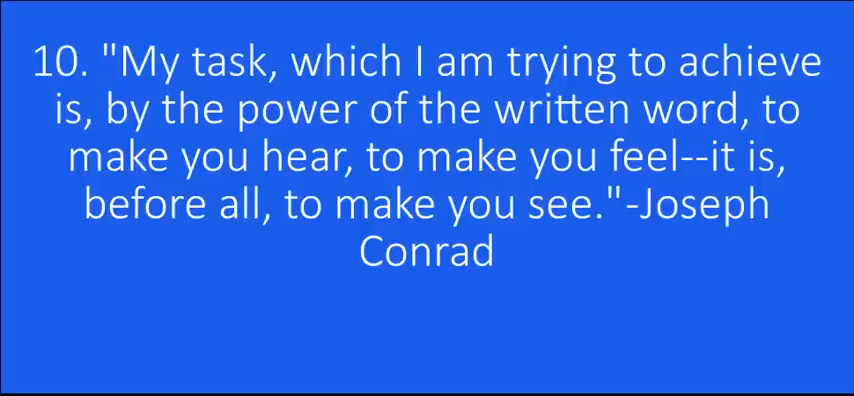 10. "My task, which I am trying to achieve
is, by the power of the written word, to
make you hear, to make you feel--it is,
before all, to make you see."-Joseph
Conrad